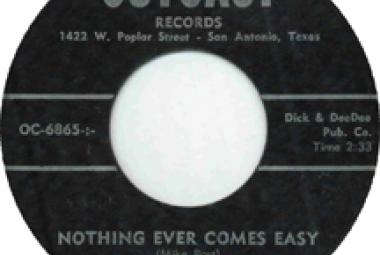 OUTCAST
RECORDS
1422 W. Poplar Street - San Antonio, Texas
OC-6865-:-
Dick & DeeDee
Pub. Co.
Time 2:33
NOTHING EVER COMES EASY